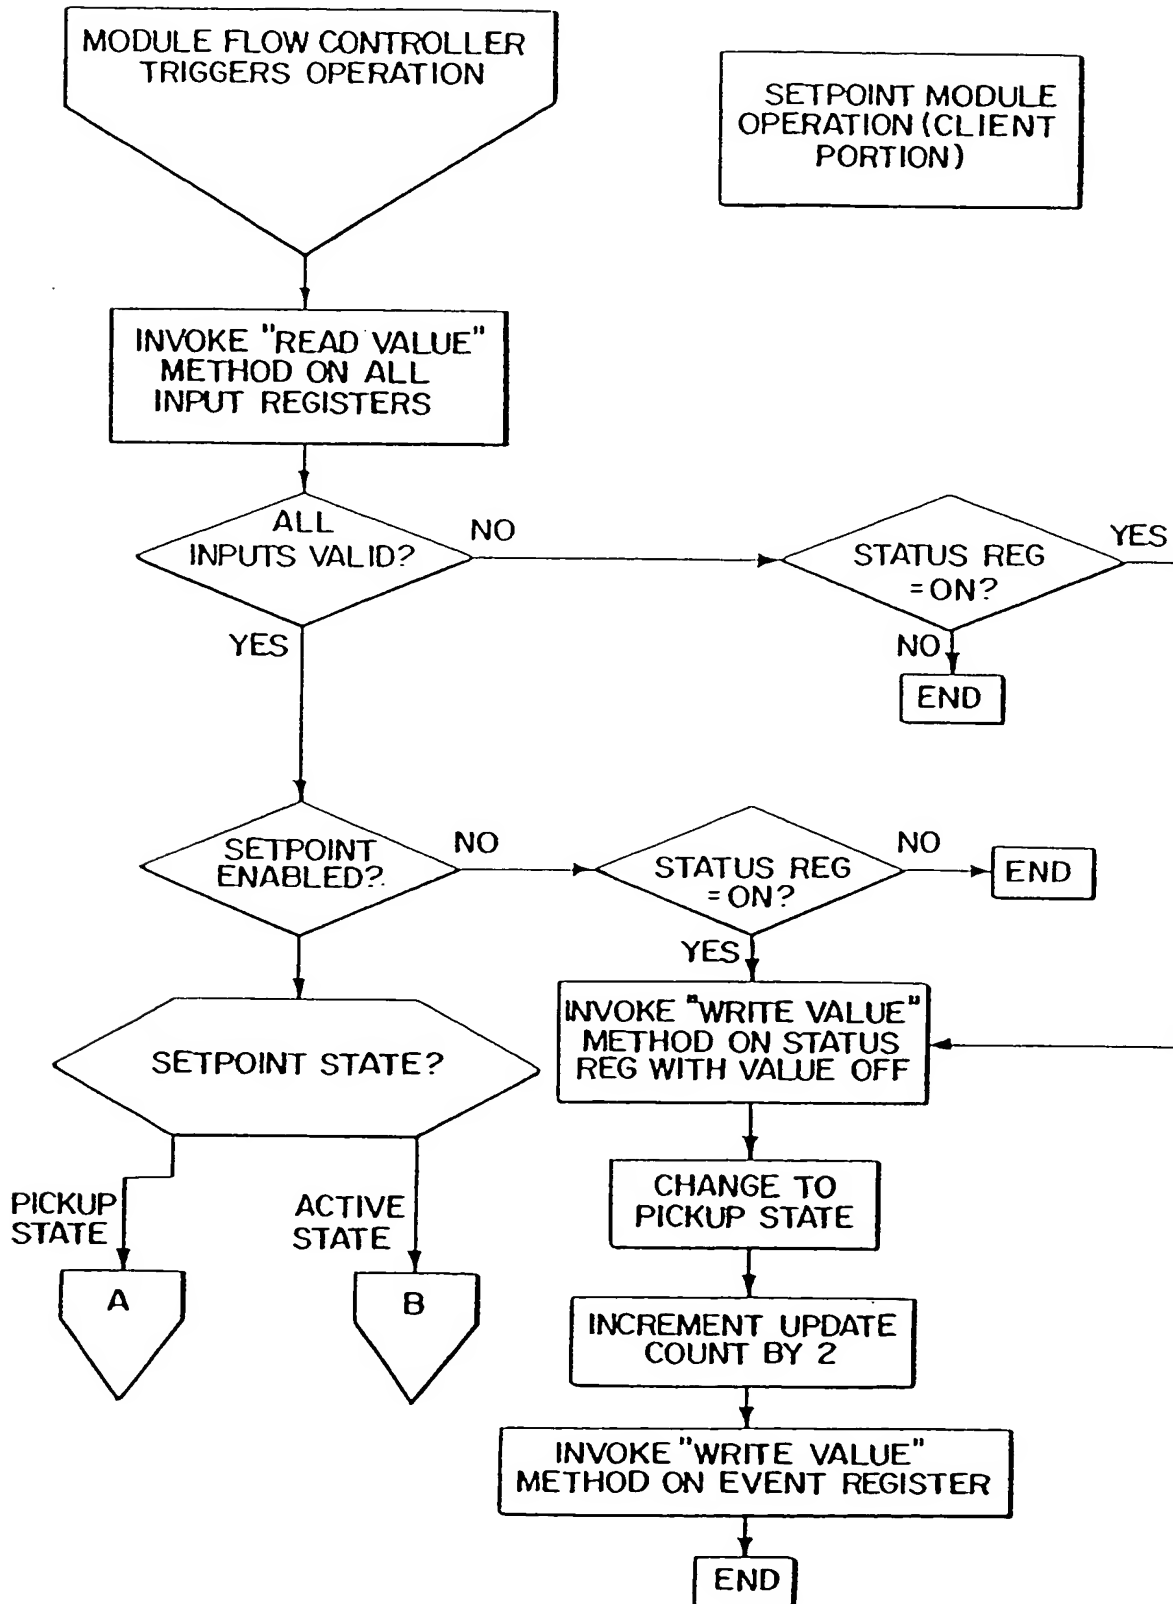 MODULE FLOW CONTROLLER
TRIGGERS OPERATION
SETPOINT MODULE
OPERATION (CLIENT
PORTION)
INVOKE "READ VALUE"
METHOD ON ALL
INPUT REGISTERS
ALL
INPUTS VALID?
NO
STATUS REG
=ON?
YES
NO
END
YES
SETPOINT
ENABLED?
NO
STATUS REG
=ON?
NO
END
YES
SETPOINT STATE?
INVOKE "WRITE VALUE"
METHOD ON STATUS
REG WITH VALUE OFF
PICKUP
STATE
ACTIVE
STATE
CHANGE TO
PICKUP STATE
A
B
INCREMENT UPDATE
COUNT BY 2
INVOKE "WRITE VALUE"
METHOD ON EVENT REGISTER
END